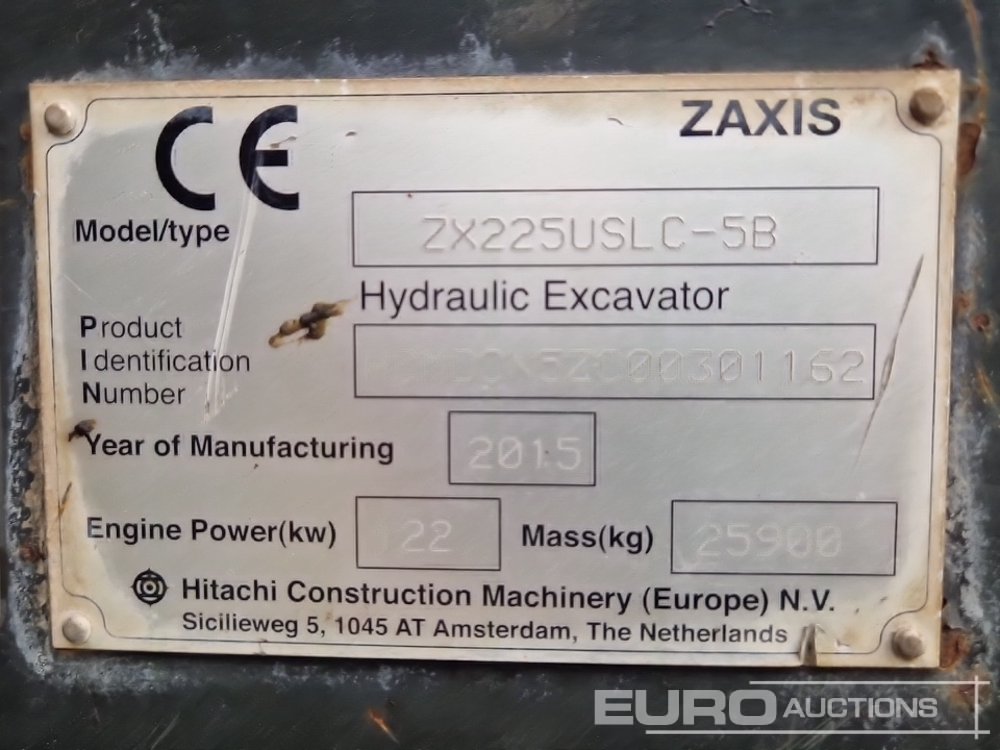 CE
ZAXIS
Model/type ZX225USLC-5B
Hydraulic Excavator
Product
Identification
Number
Year of Manufacturing 2015
Engine Power(kw) Mass(kg) 25900
Hitachi Construction Machinery (Europe) N.V.
Sicilieweg 5, 1045 AT Amsterdam, The Netherlands
EURO AUCTIONS